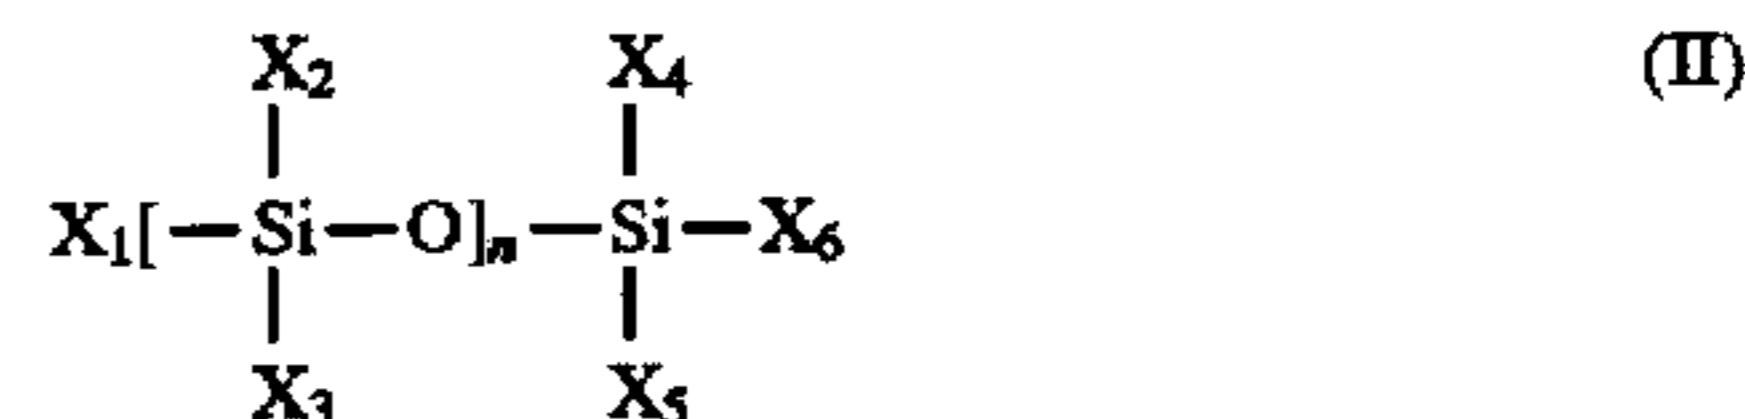 X₂ X₄ (II)
X₁[—Si—O]ₙ—Si—X₆
X₃ X₅